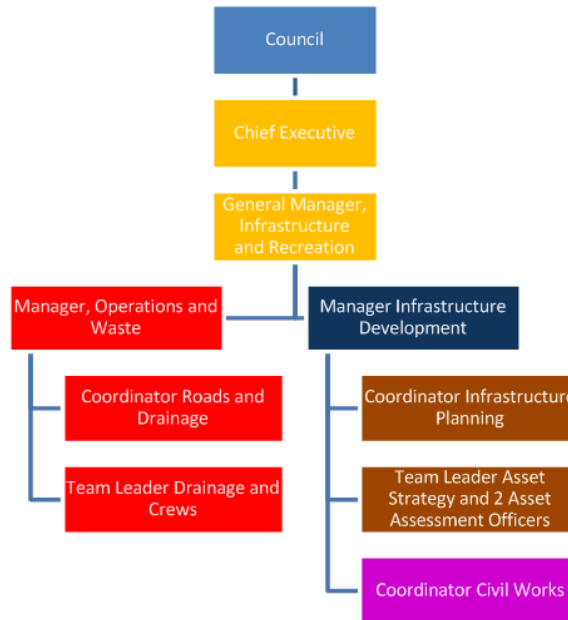 Council
Chief Executive
General Manager,
Infrastructure
and Recreation
Manager, Operations and
Waste
Manager Infrastructure
Development
Coordinator Roads and
Drainage
Coordinator Infrastructure
Planning
Team Leader Drainage and
Crews
Team Leader Asset
Strategy and 2 Asset
Assessment Officers
Coordinator Civil Works